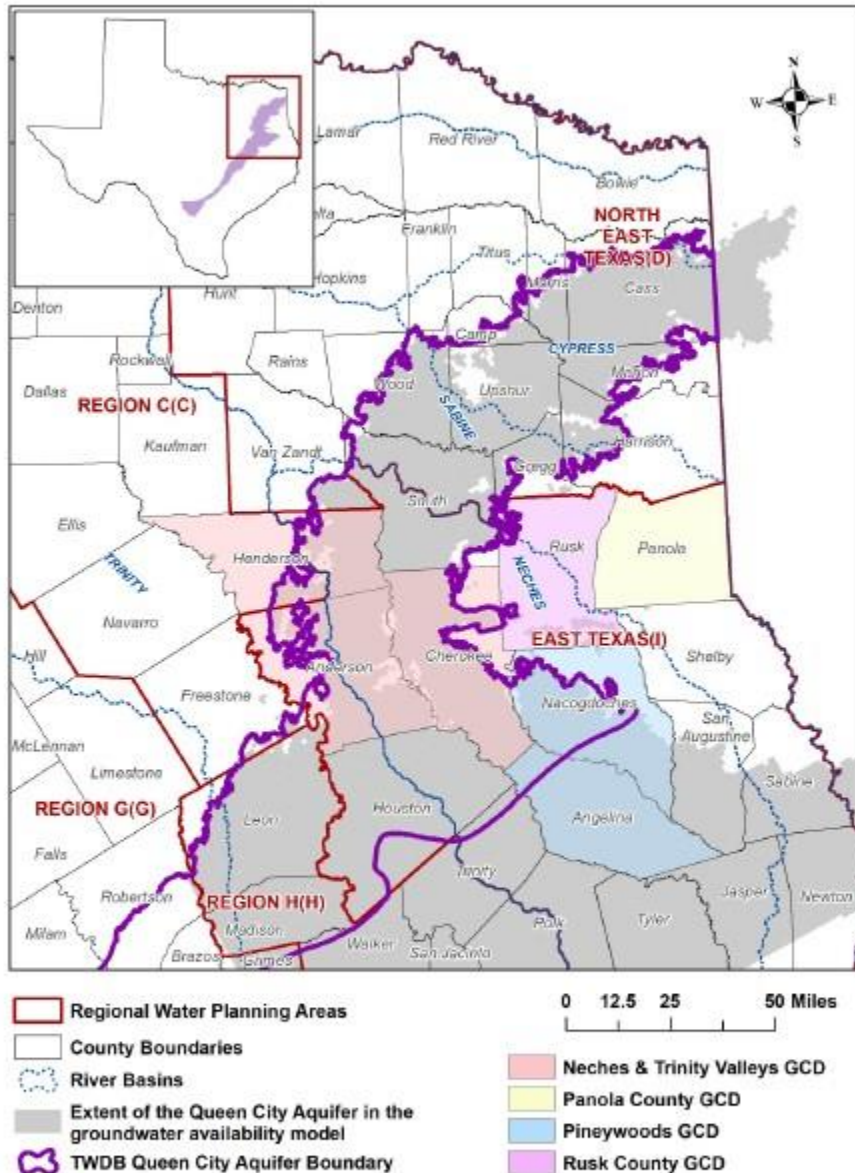 N
W E
S
Lamar
Red River
Bowie
NORTH
EAST
TEXAS(D)
Franklin
Titus
Morris
Cass
Hopkins
Hunt
Denton
Camp
CYPRESS
Rockwall
Rains
Wood
Upshur
Marion
Dallas
REGION C(C)
SABINE
Harrison
Kaufman
Van Zandt
Gregg
Smith
Ellis
Henderson
Rusk
Panola
TRINITY
NECHES
Navarro
EAST TEXAS(I)
Hill
Anderson
Cherokee
Shelby
Freestone
Nacogdoches
San
Augustine
McLennan
Limestone
Sabine
REGION G(G)
Leon
Houston
Angelina
Falls
Trinity
Robertson
REGION H(H)
Jasper
Newton
Milam
Madison
Polk
Tyler
Brazos
Grimes
Walker
San Jacinto
Regional Water Planning Areas
County Boundaries
River Basins
Extent of the Queen City Aquifer in the
groundwater availability model
TWDB Queen City Aquifer Boundary
0 12.5 25 50 Miles
Neches & Trinity Valleys GCD
Panola County GCD
Pineywoods GCD
Rusk County GCD